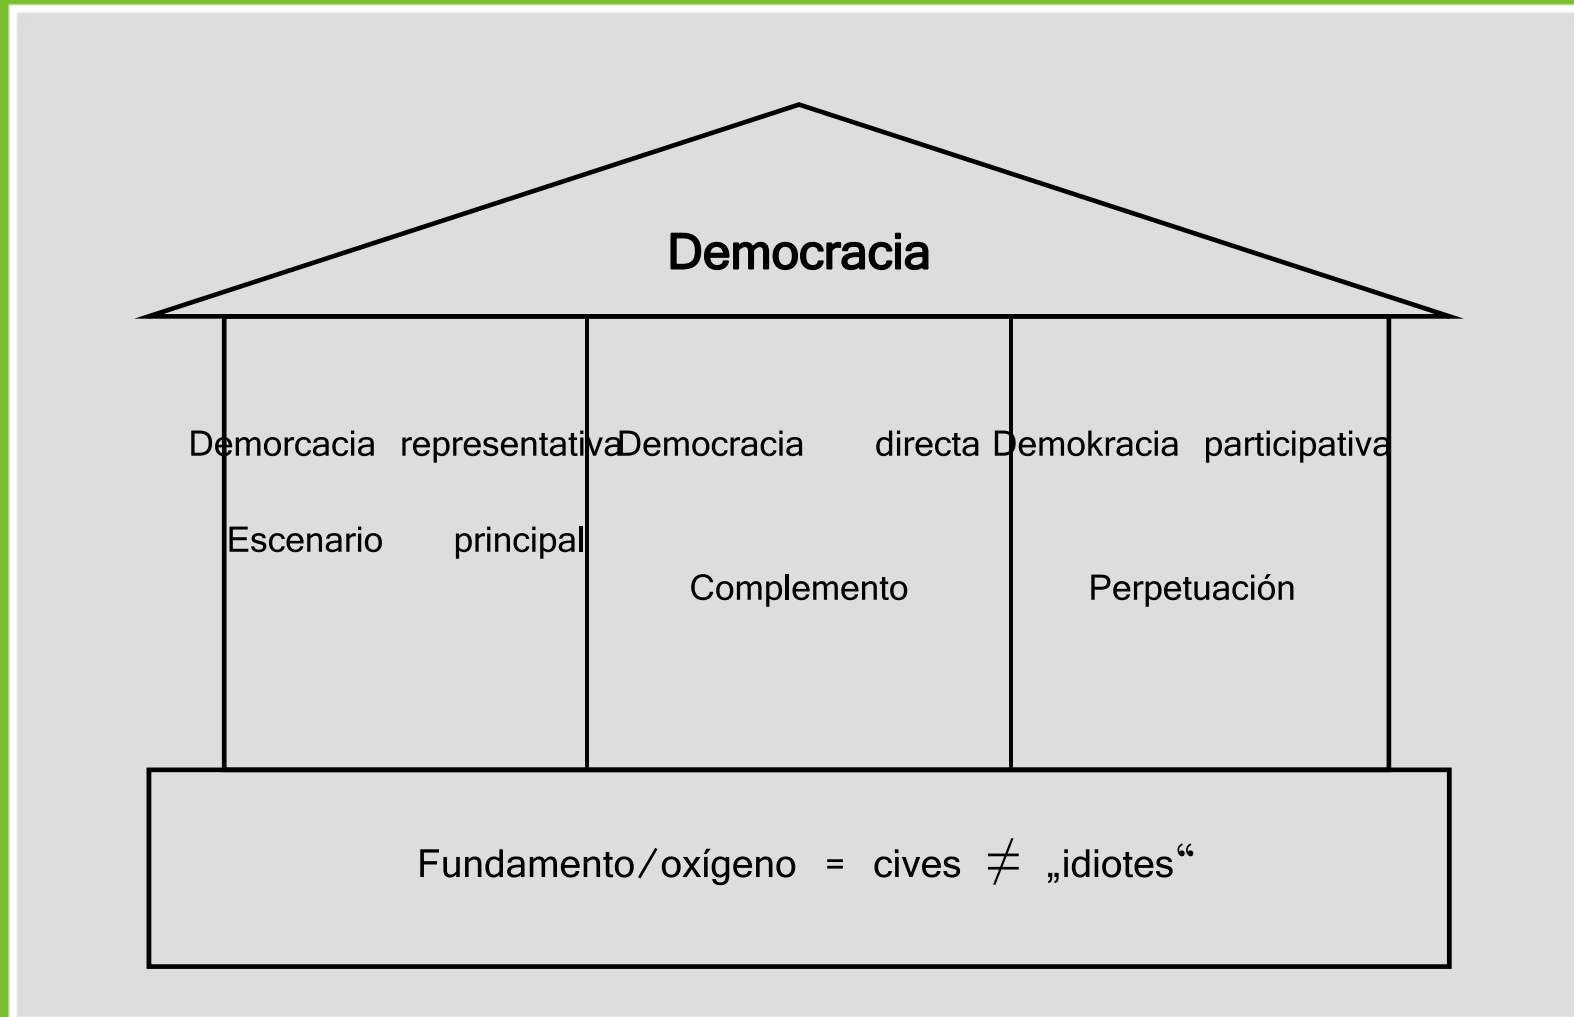 Democracia
Demorcacia representativa
Escenario principal
Democracia directa
Complemento
Demokracia participativa
Perpetuación
Fundamento/oxígeno = cives ≠ „idiotes“